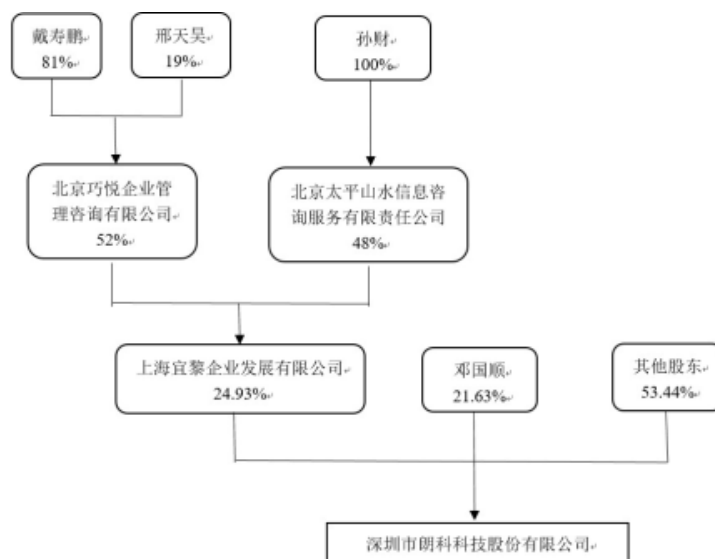 戴寿鹏
81%
邢天昊
19%
孙财
100%
北京巧悦企业管
理咨询有限公司
52%
北京太平山水信息咨
询服务有限责任公司
48%
上海宜黎企业发展有限公司
24.93%
邓国顺
21.63%
其他股东
53.44%
深圳市朗科科技股份有限公司